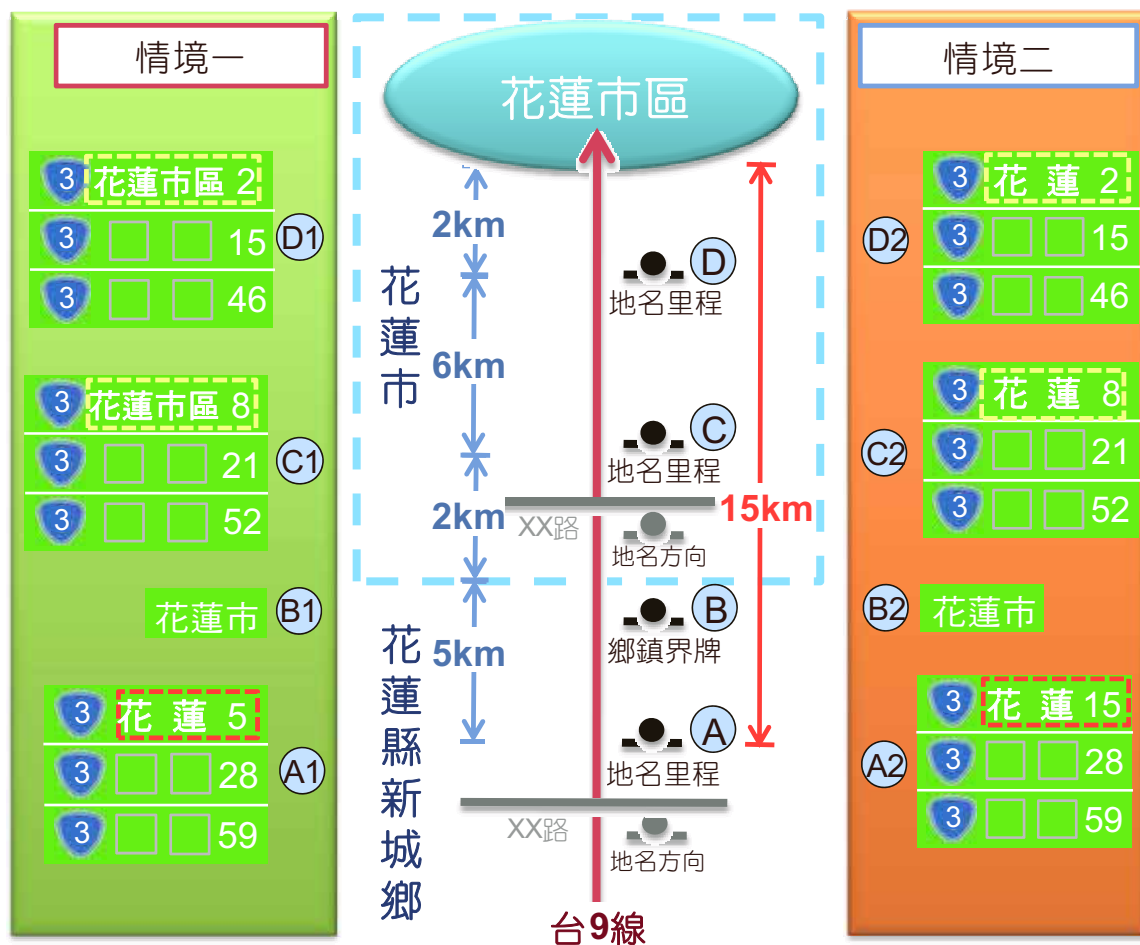 情境一
3 花蓮市區 2
3 □ □ 15
3 □ □ 46
D1
3 花蓮市區 8
3 □ □ 21
3 □ □ 52
C1
花蓮市
B1
3 花蓮 5
3 □ □ 28
3 □ □ 59
A1
花蓮市區
2km
6km
2km
5km
15km
花蓮市
花蓮縣新城鄉
D
地名里程
C
地名里程
XX路
地名方向
B
鄉鎮界牌
A
地名里程
XX路
地名方向
台9線
情境二
3 花蓮 2
3 □ □ 15
3 □ □ 46
D2
3 花蓮 8
3 □ □ 21
3 □ □ 52
C2
B2
花蓮市
3 花蓮 15
3 □ □ 28
3 □ □ 59
A2